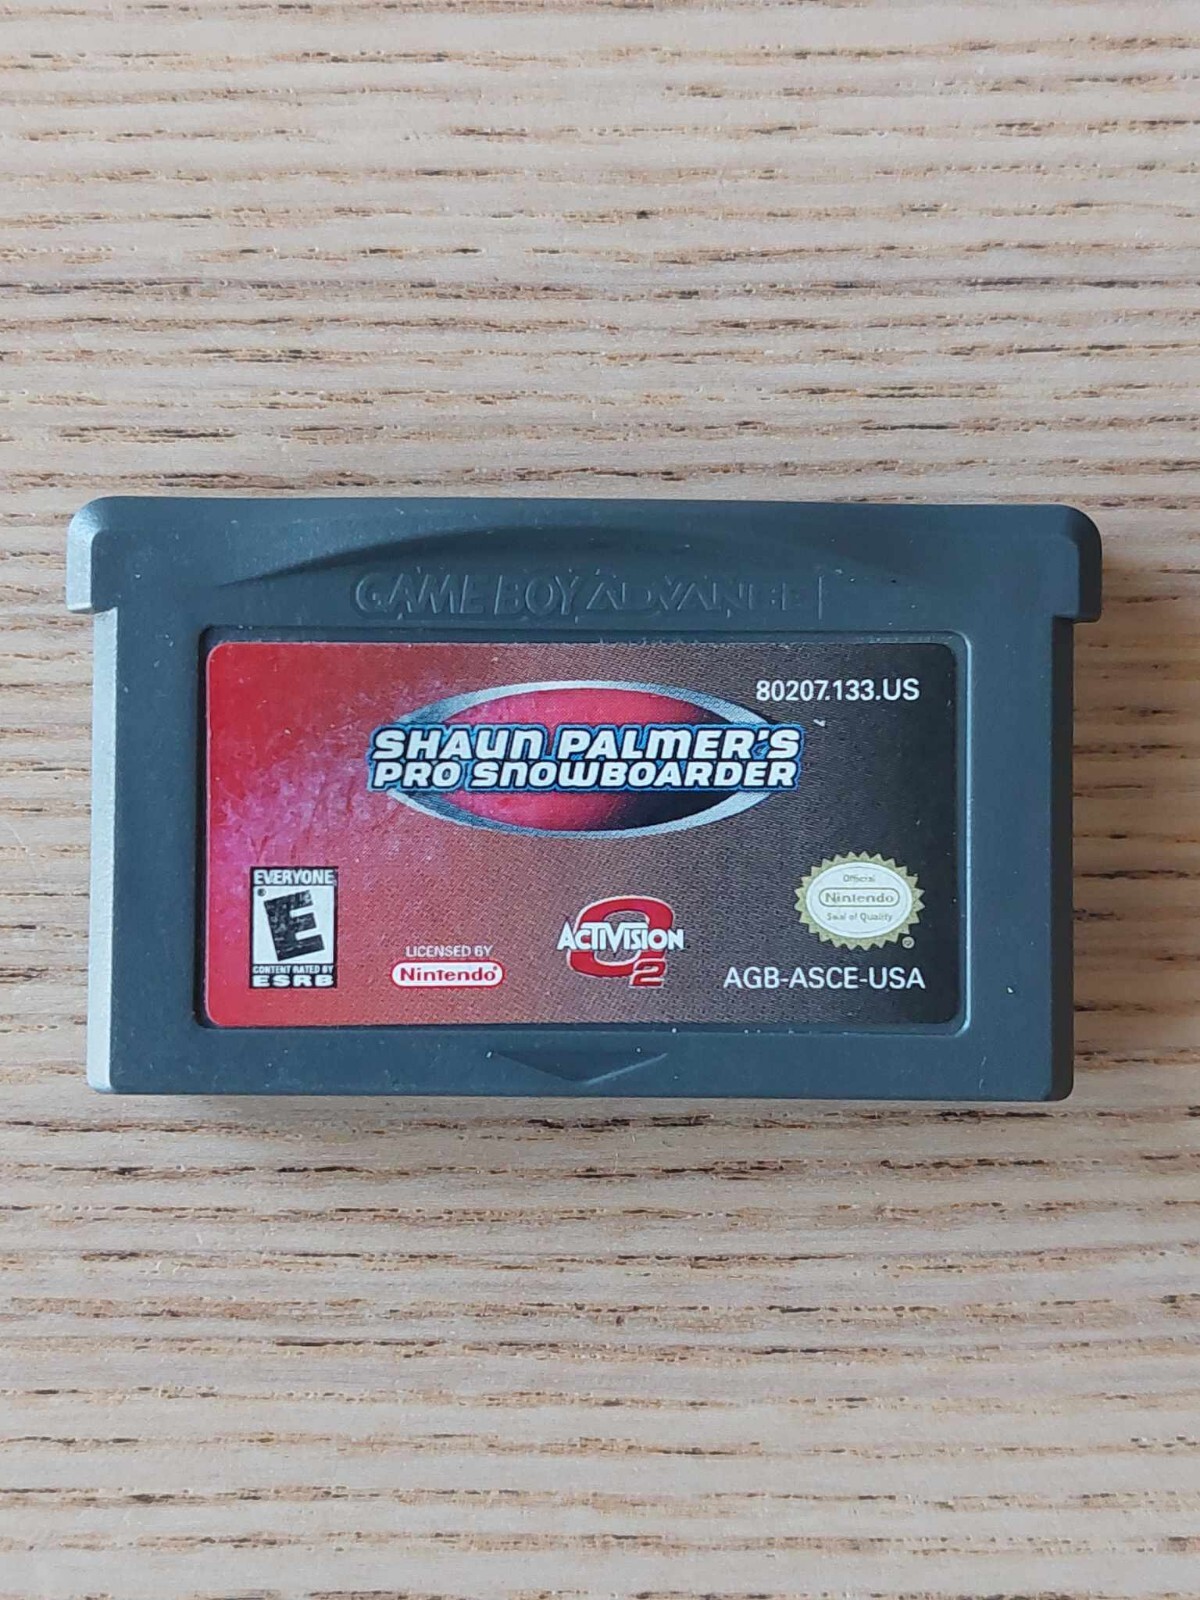 GAME BOY ADVANCE
80207.133.US
SHAUN PALMER'S
PRO SNOWBOARDER
EVERYONE
E
CONTENT RATED BY
ESRB
LICENSED BY
Nintendo®
ACTIVISION
O2
Official
Nintendo
Seal of Quality
AGB-ASCE-USA